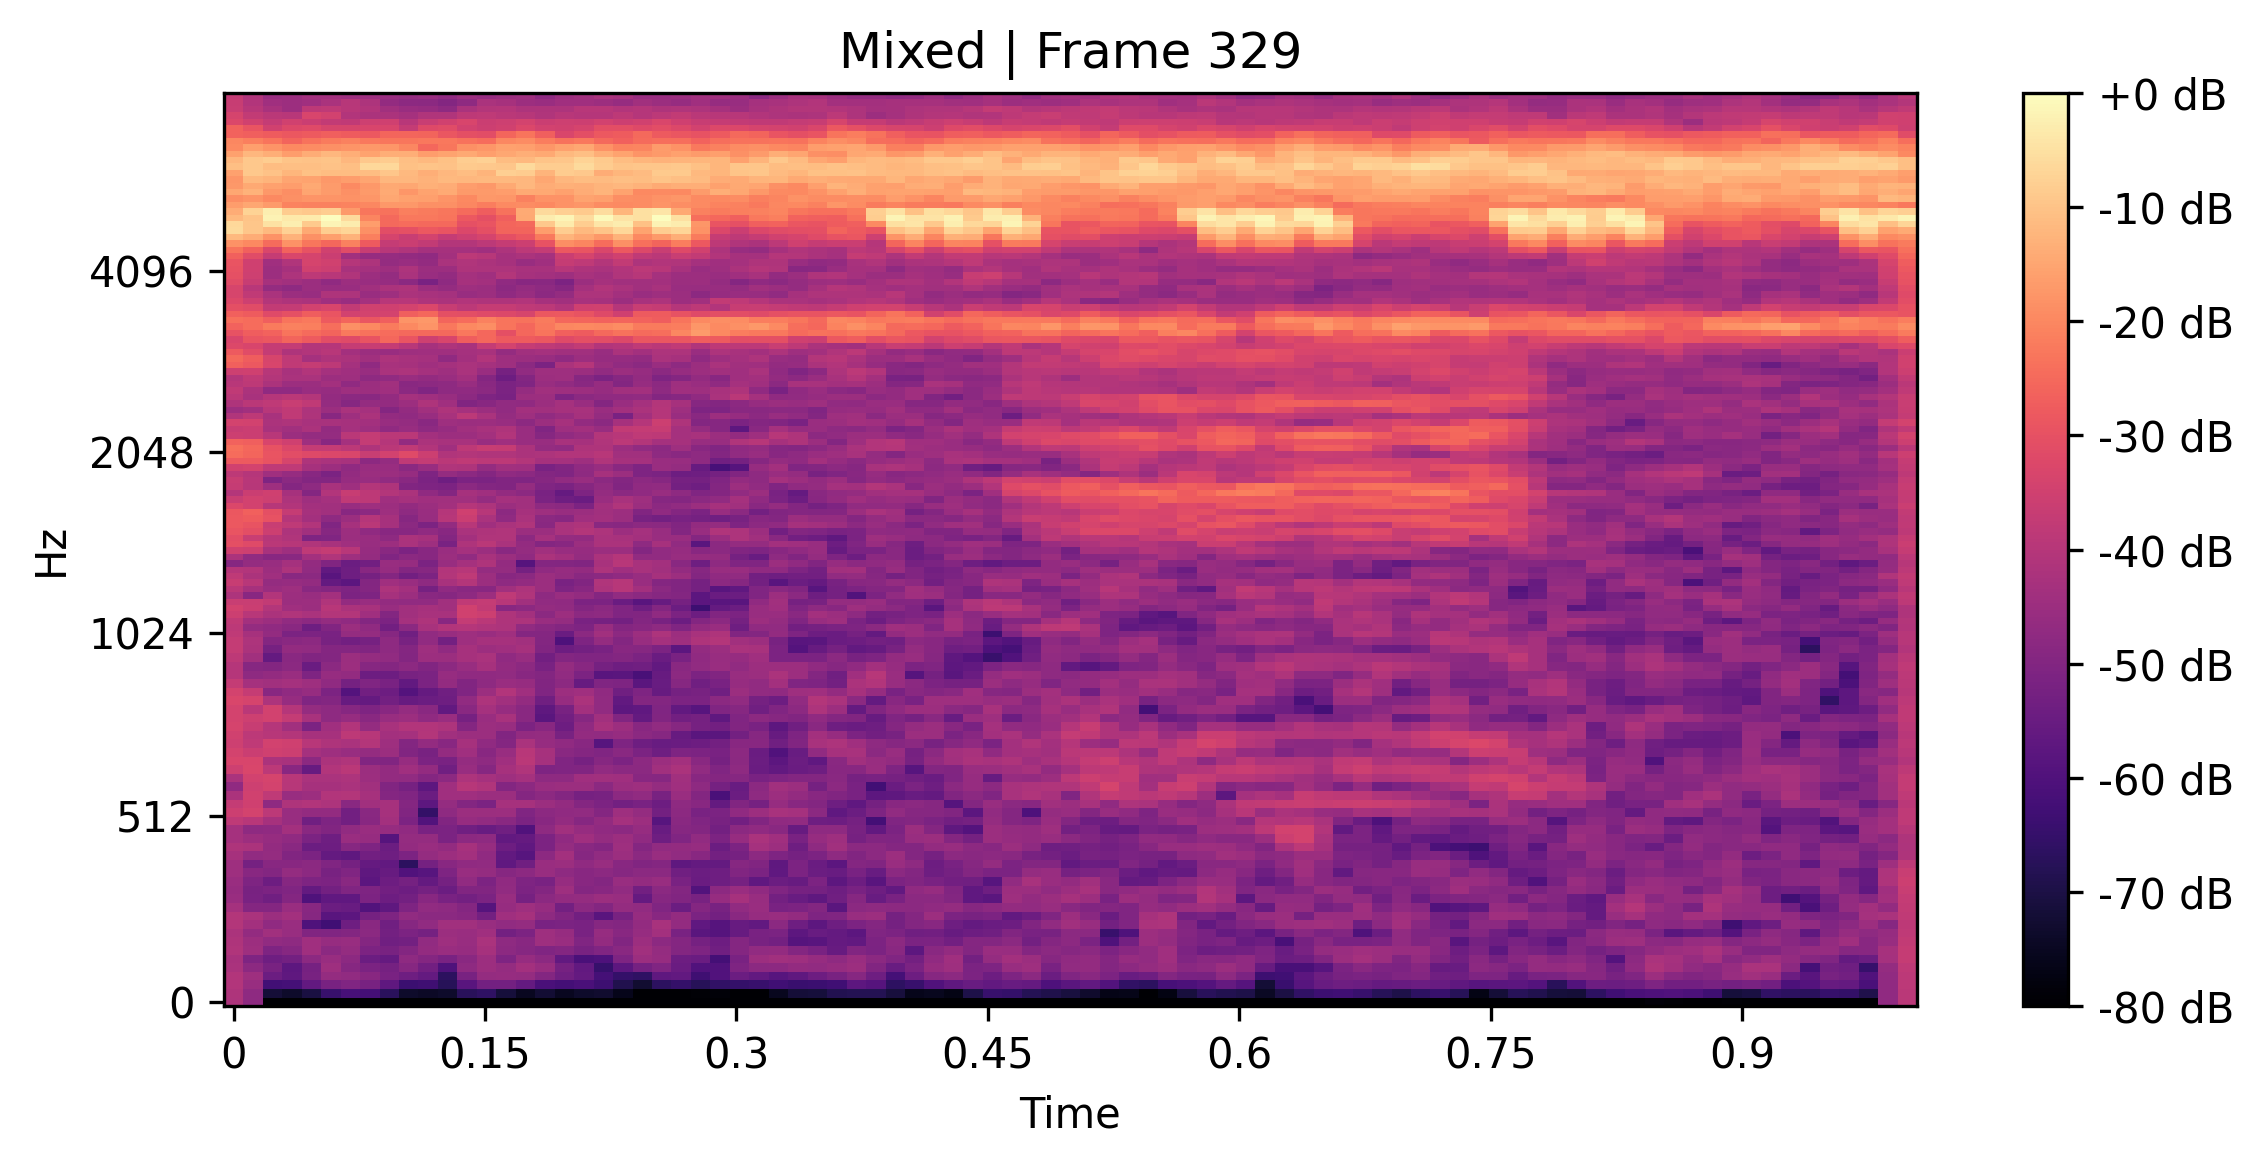 Mixed | Frame 329
+0 dB
-10 dB
4096
-20 dB
-30 dB
2048
-40 dB
Hz
1024
-50 dB
-60 dB
512
-70 dB
0
-80 dB
0 0.15 0.3 0.45 0.6 0.75 0.9
Time